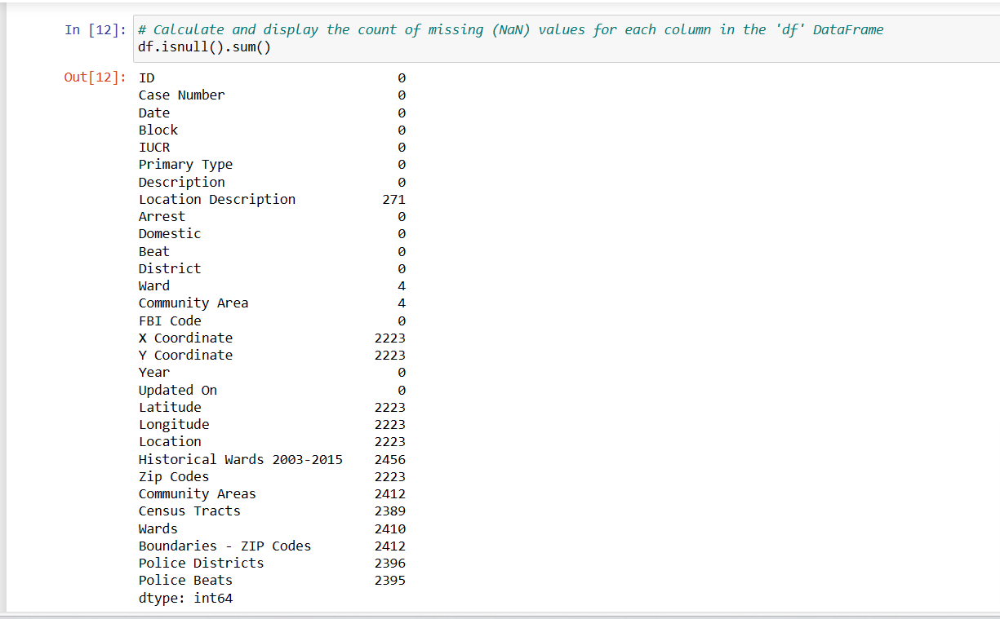 In [12]: # Calculate and display the count of missing (NaN) values for each column in the 'df' DataFrame
df.isnull().sum()
Out[12]: ID 0
Case Number 0
Date 0
Block 0
IUCR 0
Primary Type 0
Description 0
Location Description 271
Arrest 0
Domestic 0
Beat 0
District 0
Ward 4
Community Area 4
FBI Code 0
X Coordinate 2223
Y Coordinate 2223
Year 0
Updated On 0
Latitude 2223
Longitude 2223
Location 2223
Historical Wards 2003-2015 2456
Zip Codes 2223
Community Areas 2412
Census Tracts 2389
Wards 2410
Boundaries - ZIP Codes 2412
Police Districts 2396
Police Beats 2395
dtype: int64